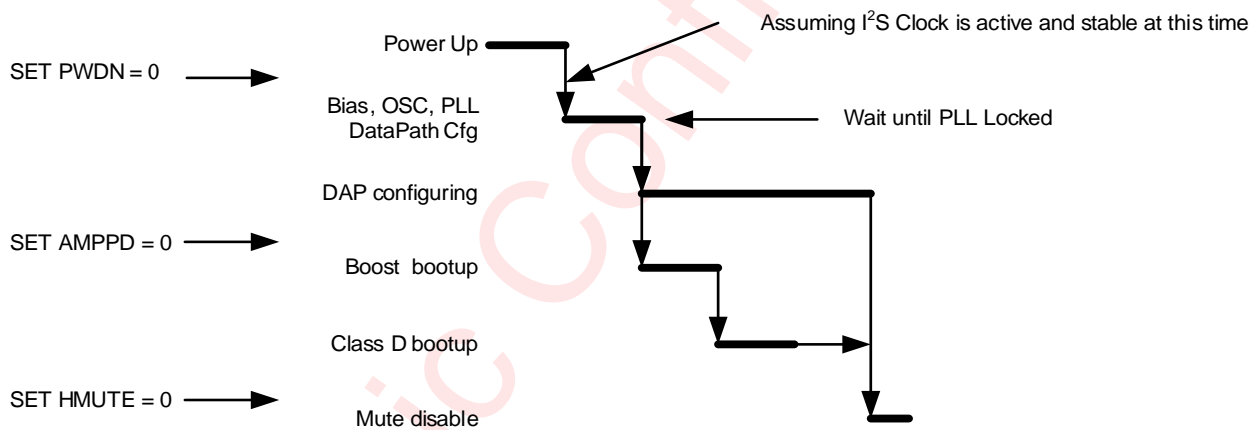 Assuming I²S Clock is active and stable at this time
Power Up
SET PWDN = 0
Bias, OSC, PLL
DataPath Cfg
Wait until PLL Locked
DAP configuring
SET AMPPD = 0
Boost bootup
Class D bootup
SET HMUTE = 0
Mute disable
ic Conf